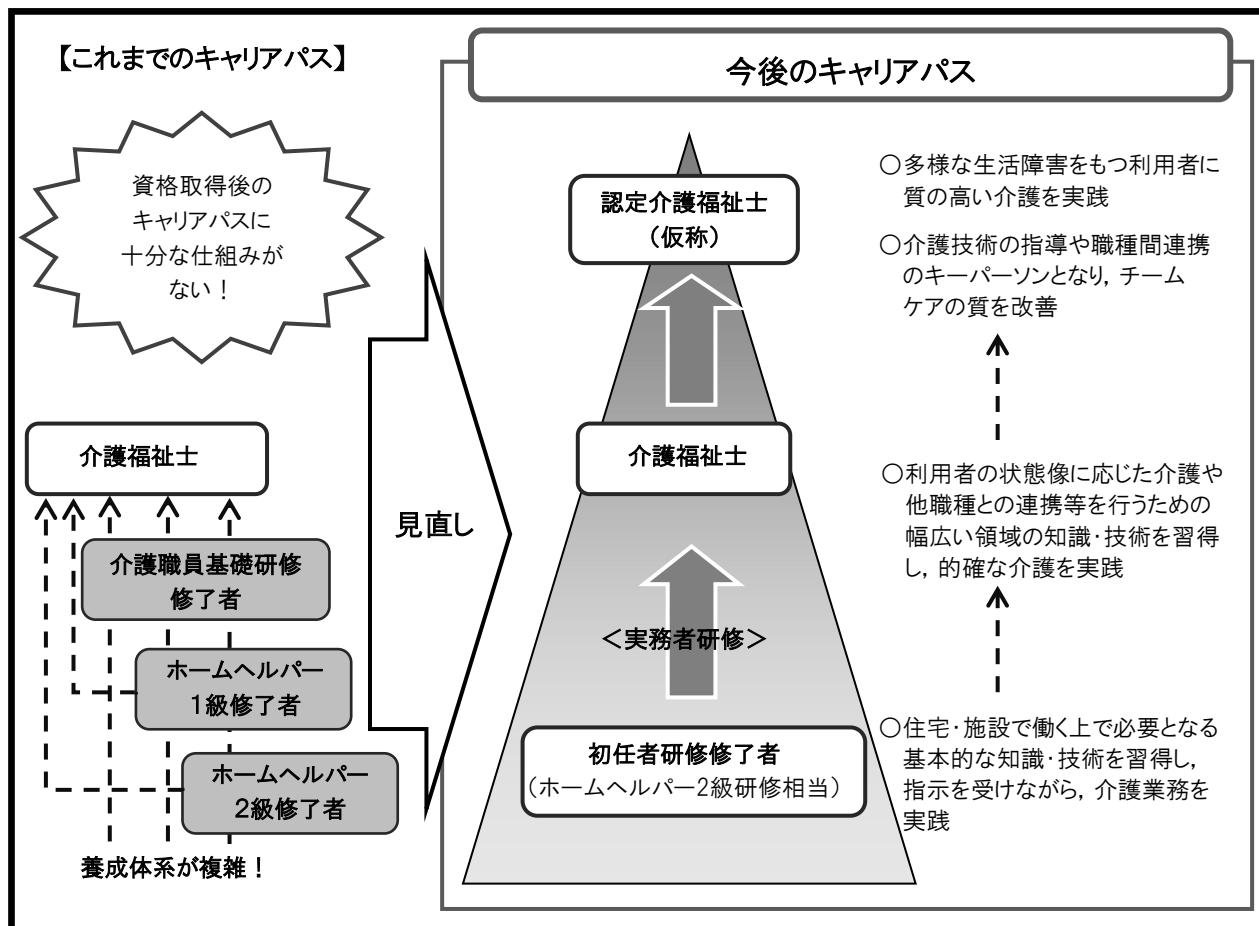 【これまでのキャリアパス】
資格取得後の
キャリアパスに
十分な仕組みが
ない！
介護福祉士
介護職員基礎研修
修了者
ホームヘルパー
1級修了者
ホームヘルパー
2級修了者
養成体系が複雑！
見直し
今後のキャリアパス
認定介護福祉士
（仮称）
介護福祉士
＜実務者研修＞
初任者研修修了者
（ホームヘルパー2級研修相当）
○多様な生活障害をもつ利用者に
質の高い介護を実践
○介護技術の指導や職種間連携
のキーパーソンとなり，チーム
ケアの質を改善
○利用者の状態像に応じた介護や
他職種との連携等を行うための
幅広い領域の知識・技術を習得
し，的確な介護を実践
○住宅・施設で働く上で必要となる
基本的な知識・技術を習得し，
指示を受けながら，介護業務を
実践